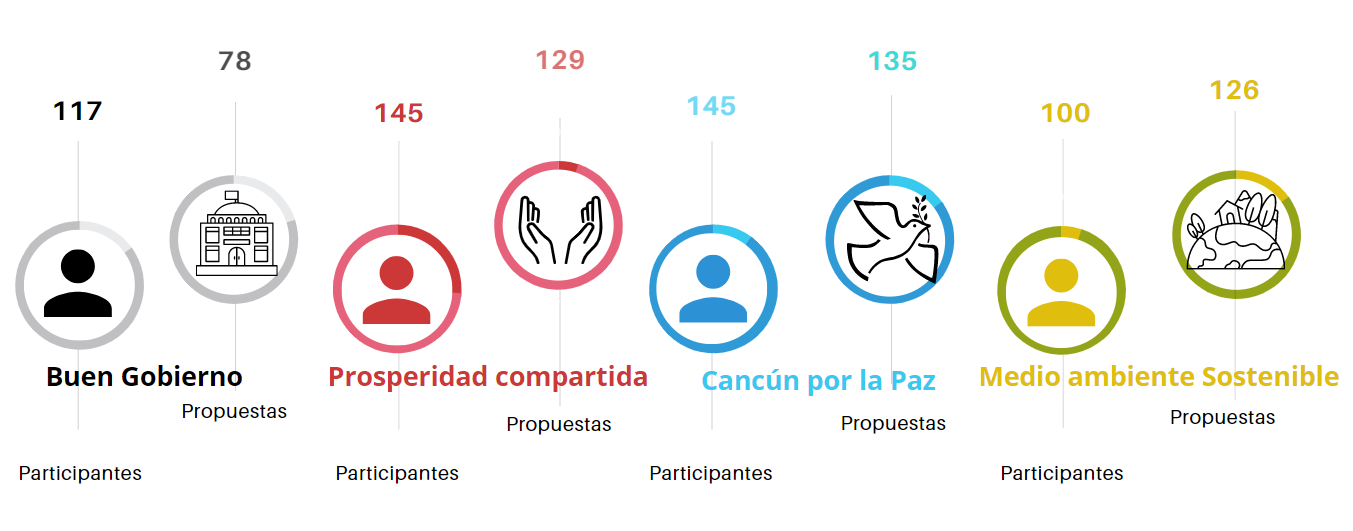 78
129
135
126
117
145
145
100
Buen Gobierno
Prosperidad compartida
Cancún por la Paz
Medio ambiente Sostenible
Propuestas
Propuestas
Propuestas
Propuestas
Participantes
Participantes
Participantes
Participantes